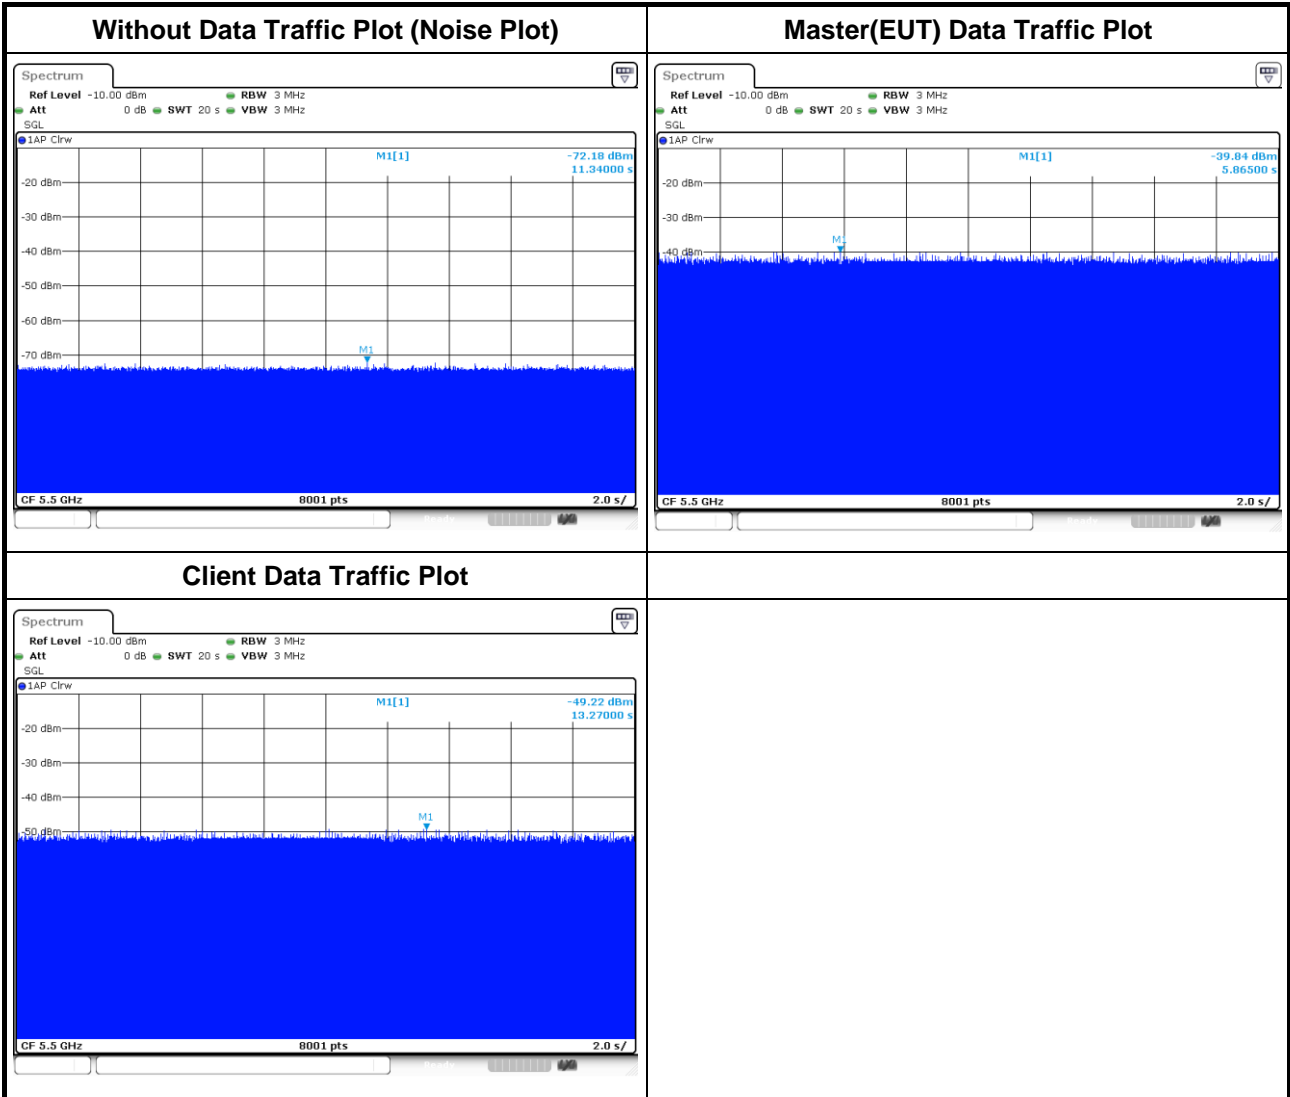 Without Data Traffic Plot (Noise Plot)
Master(EUT) Data Traffic Plot
Spectrum
Ref Level -10.00 dBm RBW 3 MHz
Att 0 dB SWT 20 s VBW 3 MHz
SGL
1AP Clrw
M1[1] -72.18 dBm
11.34000 s
-20 dBm
-30 dBm
-40 dBm
-50 dBm
-60 dBm
M1
-70 dBm
CF 5.5 GHz 8001 pts 2.0 s/
Ready
Spectrum
Ref Level -10.00 dBm RBW 3 MHz
Att 0 dB SWT 20 s VBW 3 MHz
SGL
1AP Clrw
M1[1] -39.84 dBm
5.86500 s
-20 dBm
-30 dBm
M1
-40 dBm
CF 5.5 GHz 8001 pts 2.0 s/
Ready
Client Data Traffic Plot
Spectrum
Ref Level -10.00 dBm RBW 3 MHz
Att 0 dB SWT 20 s VBW 3 MHz
SGL
1AP Clrw
M1[1] -49.22 dBm
13.27000 s
-20 dBm
-30 dBm
-40 dBm
M1
-50 dBm
CF 5.5 GHz 8001 pts 2.0 s/
Ready